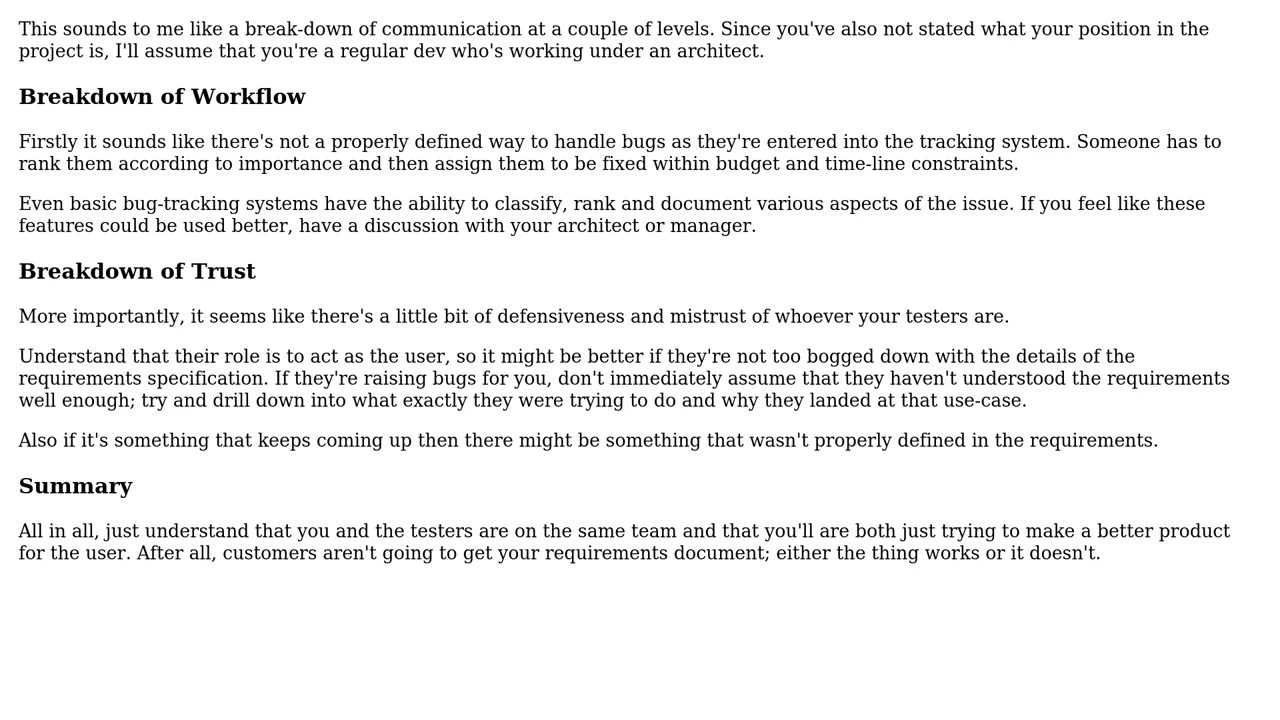 This sounds to me like a break-down of communication at a couple of levels. Since you've also not stated what your position in the
project is, I'll assume that you're a regular dev who's working under an architect.
Breakdown of Workflow
Firstly it sounds like there's not a properly defined way to handle bugs as they're entered into the tracking system. Someone has to
rank them according to importance and then assign them to be fixed within budget and time-line constraints.
Even basic bug-tracking systems have the ability to classify, rank and document various aspects of the issue. If you feel like these
features could be used better, have a discussion with your architect or manager.
Breakdown of Trust
More importantly, it seems like there's a little bit of defensiveness and mistrust of whoever your testers are.
Understand that their role is to act as the user, so it might be better if they're not too bogged down with the details of the
requirements specification. If they're raising bugs for you, don't immediately assume that they haven't understood the requirements
well enough; try and drill down into what exactly they were trying to do and why they landed at that use-case.
Also if it's something that keeps coming up then there might be something that wasn't properly defined in the requirements.
Summary
All in all, just understand that you and the testers are on the same team and that you'll are both just trying to make a better product
for the user. After all, customers aren't going to get your requirements document; either the thing works or it doesn't.